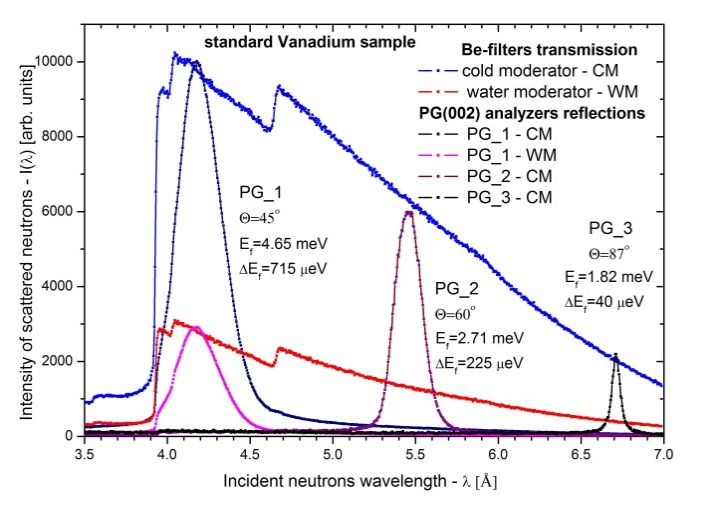 standard Vanadium sample
Be-filters transmission
cold moderator - CM
water moderator - WM
PG(002) analyzers reflections
PG_1 - CM
PG_1 - WM
PG_2 - CM
PG_3 - CM
PG_1
Θ=45°
E_f=4.65 meV
ΔE_f=715 μeV
PG_2
Θ=60°
E_f=2.71 meV
ΔE_f=225 μeV
PG_3
Θ=87°
E_f=1.82 meV
ΔE_f=40 μeV
Intensity of scattered neutrons - I(λ) [arb. units]
10000
8000
6000
4000
2000
0
3.5 4.0 4.5 5.0 5.5 6.0 6.5 7.0
Incident neutrons wavelength - λ [Å]